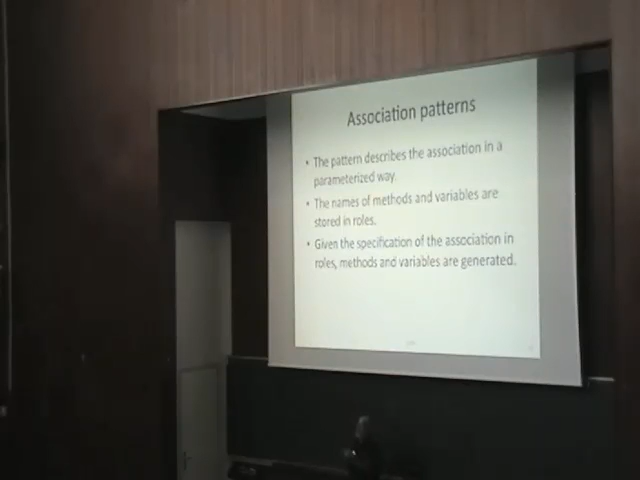 Association patterns
• The pattern describes the association in a
parameterized way.
• The names of methods and variables are
stored in roles.
• Given the specification of the association in
roles, methods and variables are generated.